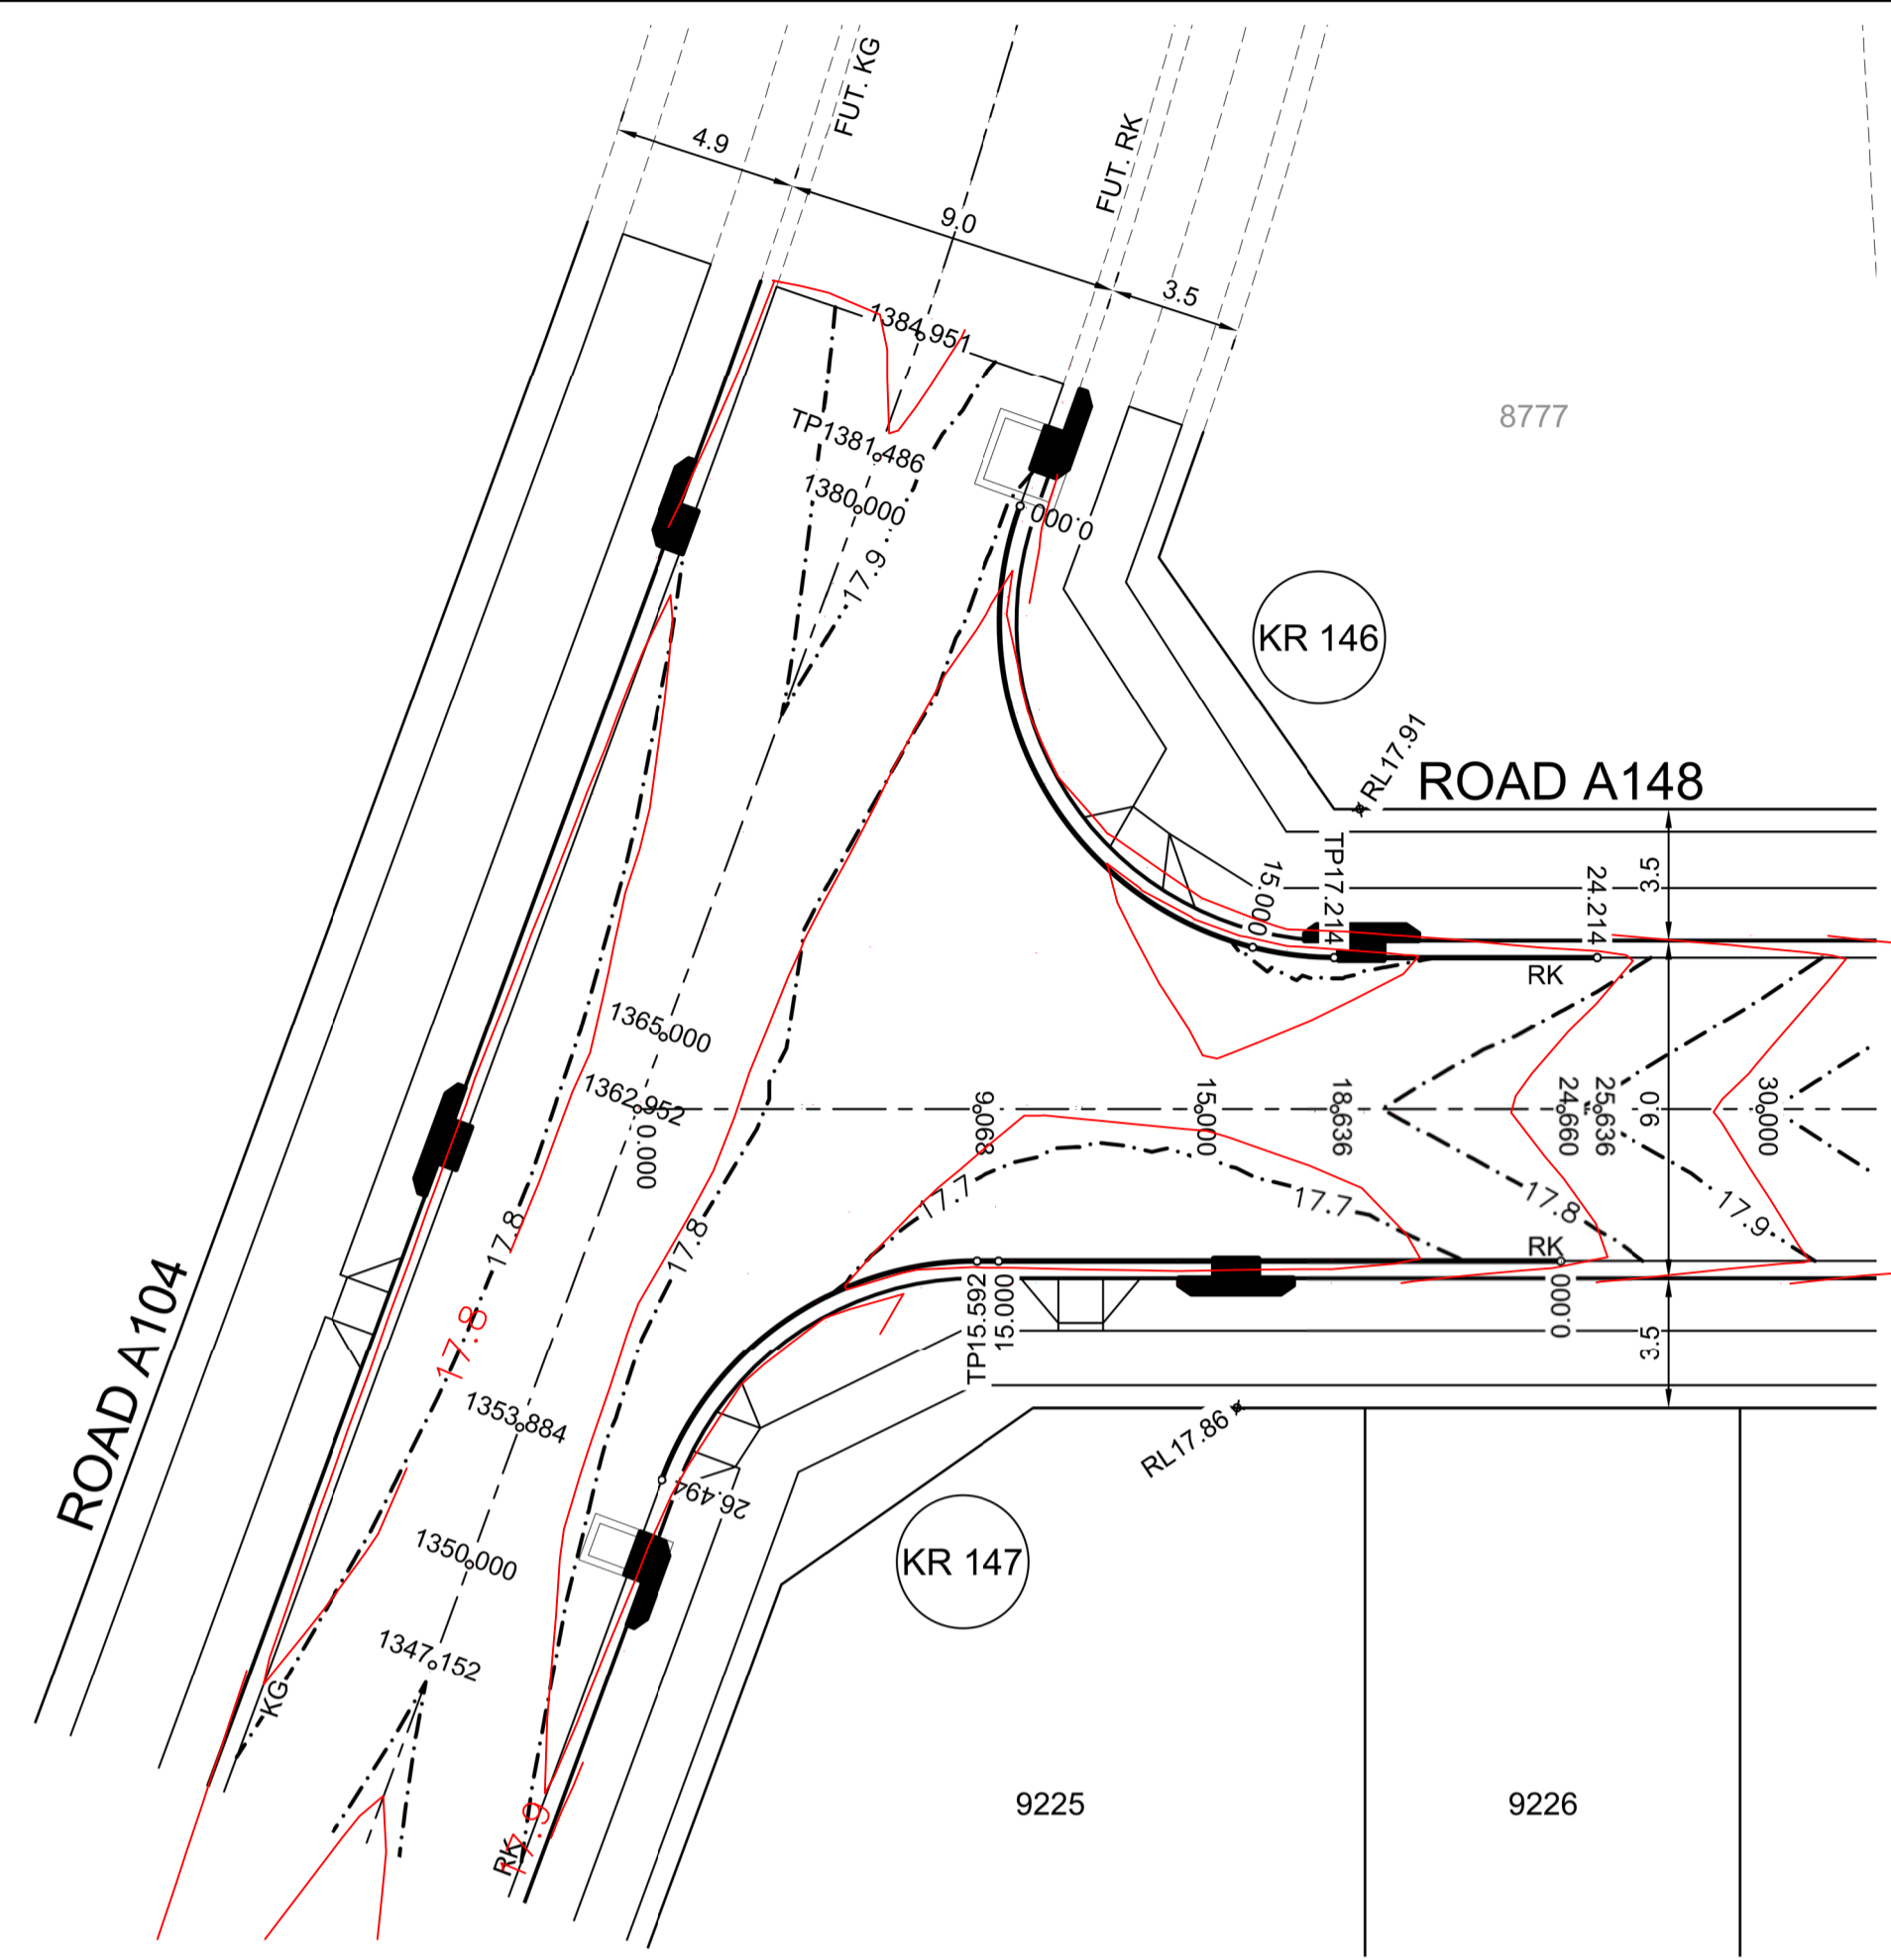 FUT. KG
4.9
FUT. RK
9.0
3.5
1384.951
8777
TP1381.486
1380.000
0.000
17.9
KR 146
RL17.91
ROAD A148
TP17.214
15.000
24.214
3.5
RK
1365.000
1362.952
0.000
9.068
15.000
18.636
24.660
25.636
9.0
30.000
17.7
17.7
17.8
17.9
17.8
17.8
RK
ROAD A104
17.8
TP15.592
15.000
0.000
3.5
1353.884
RL17.86
26.494
1350.000
KR 147
1347.152
KG
9225
9226
17.9
RK